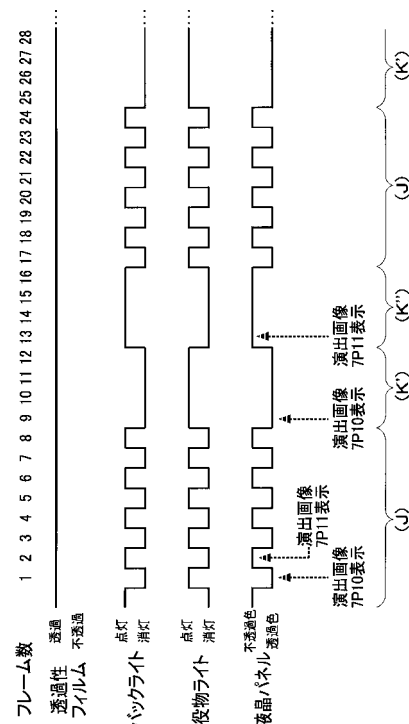 フレーム数 1 2 3 4 5 6 7 8 9 10 11 12 13 14 15 16 17 18 19 20 21 22 23 24 25 26 27 28
透過性
フィルム
透過
不透過
バックライト
点灯
消灯
役物ライト
点灯
消灯
液晶パネル
不透過色
透過色
演出画像
7P10表示
演出画像
7P11表示
演出画像
7P10表示
演出画像
7P11表示
(J) (K') (K'') (J) (K')